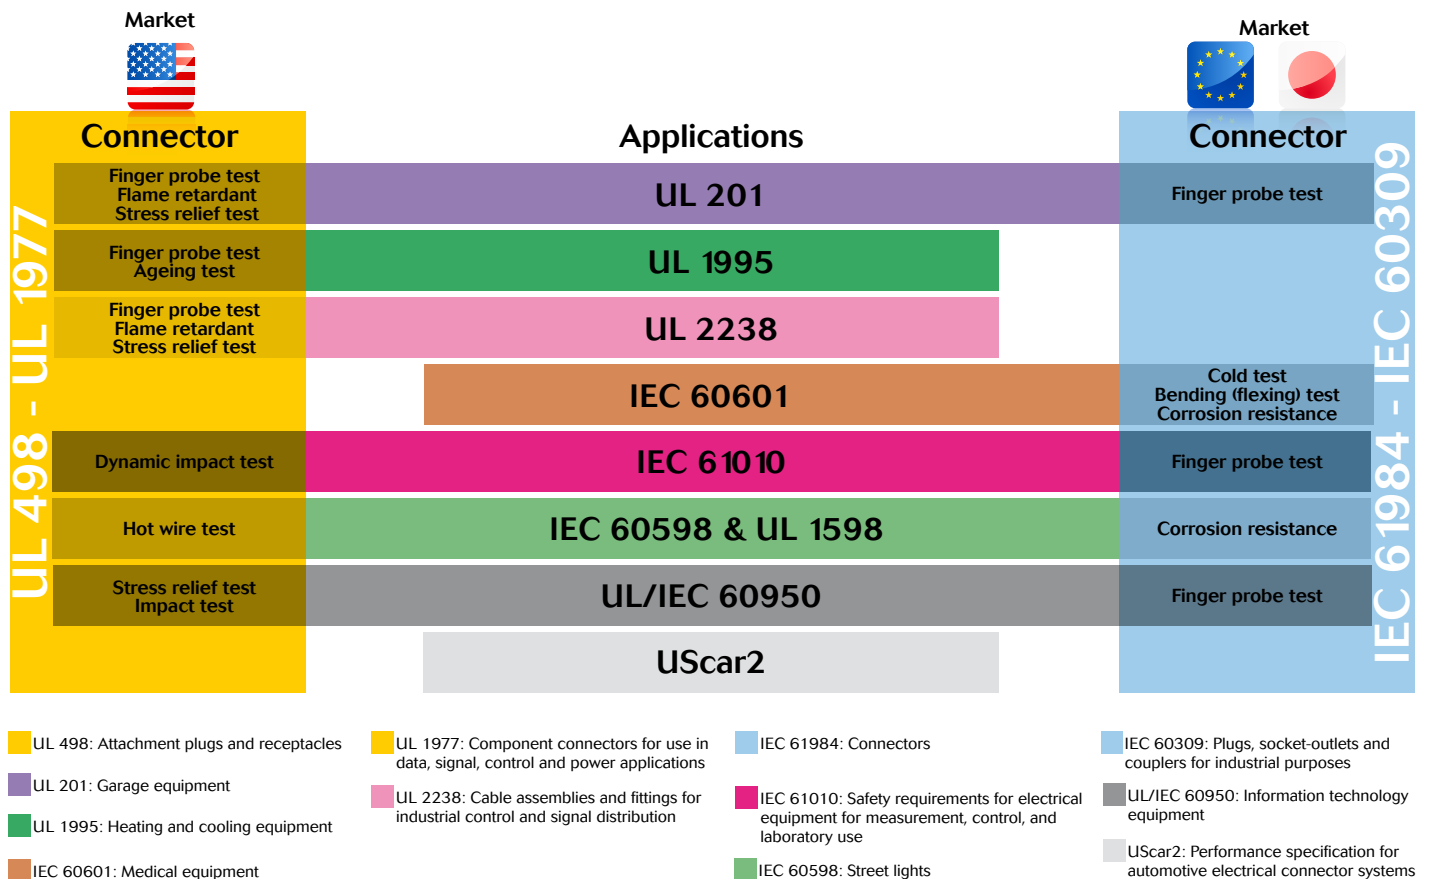 Market
Market
Connector
Applications
Connector
UL 498 - UL 1977
IEC 61984 - IEC 60309
Finger probe test
Flame retardant
Stress relief test
UL 201
Finger probe test
Finger probe test
Ageing test
UL 1995
Finger probe test
Flame retardant
Stress relief test
UL 2238
IEC 60601
Cold test
Bending (flexing) test
Corrosion resistance
Dynamic impact test
IEC 61010
Finger probe test
Hot wire test
IEC 60598 & UL 1598
Corrosion resistance
Stress relief test
Impact test
UL/IEC 60950
Finger probe test
UScar2
UL 498: Attachment plugs and receptacles
UL 201: Garage equipment
UL 1995: Heating and cooling equipment
IEC 60601: Medical equipment
UL 1977: Component connectors for use in
data, signal, control and power applications
UL 2238: Cable assemblies and fittings for
industrial control and signal distribution
IEC 61984: Connectors
IEC 61010: Safety requirements for electrical
equipment for measurement, control, and
laboratory use
IEC 60598: Street lights
IEC 60309: Plugs, socket-outlets and
couplers for industrial purposes
UL/IEC 60950: Information technology
equipment
UScar2: Performance specification for
automotive electrical connector systems